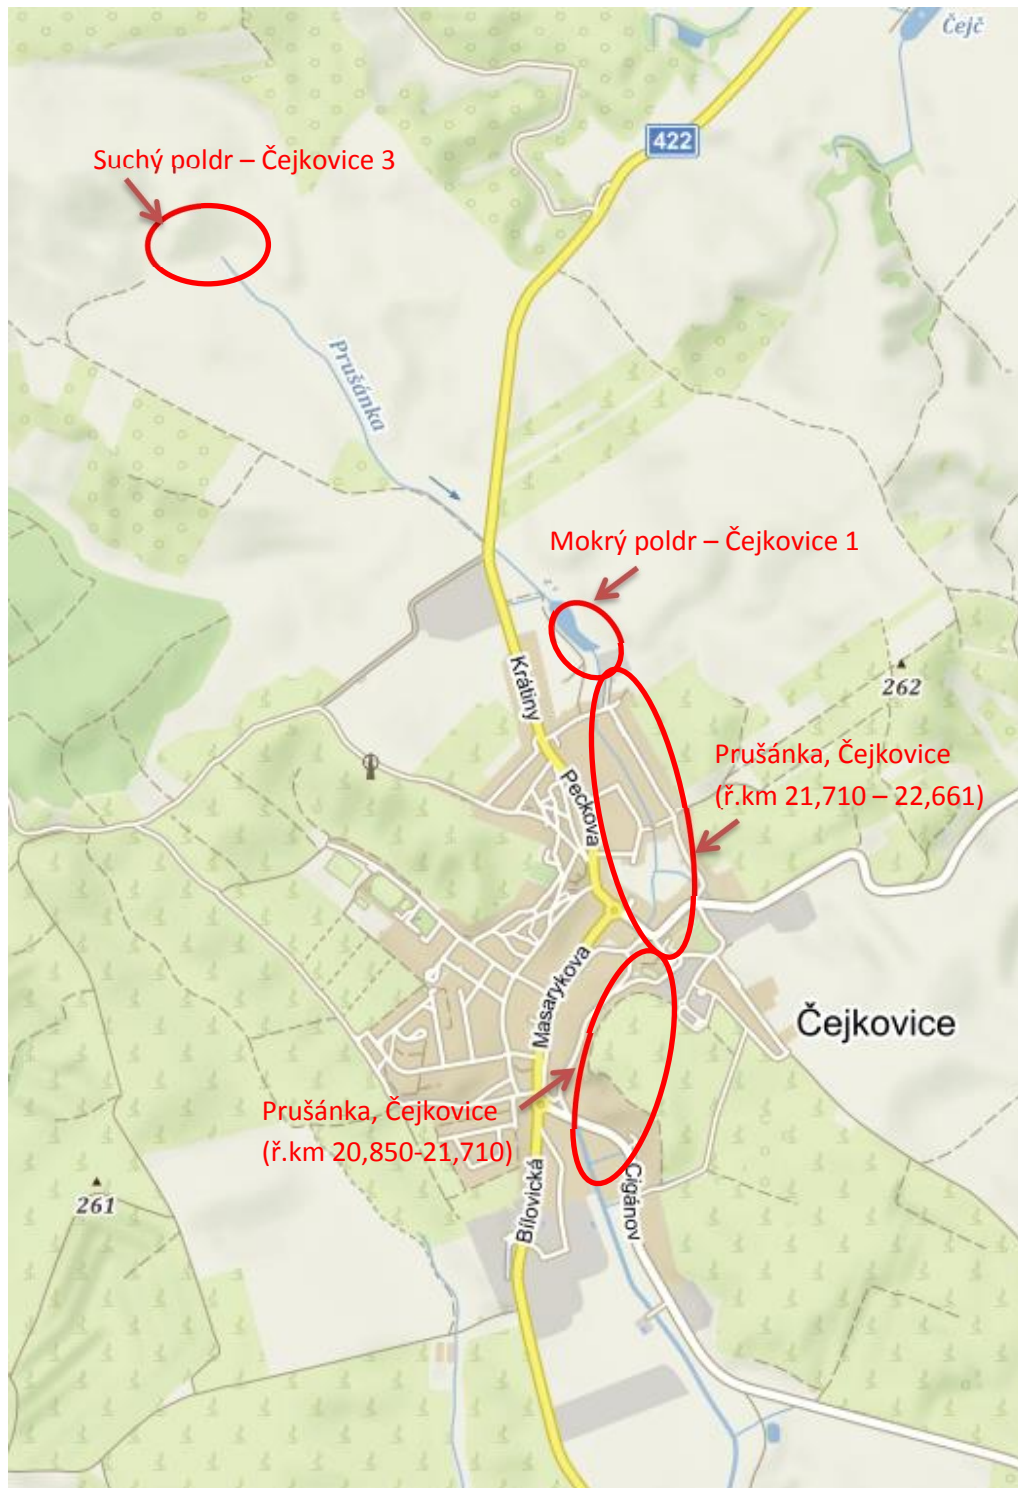 Čejč
422
Suchý poldr – Čejkovice 3
Prušánka
Mokrý poldr – Čejkovice 1
Krátiny
262
Prušánka, Čejkovice
(ř.km 21,710 – 22,661)
Peckova
Masarykova
Čejkovice
Prušánka, Čejkovice
(ř.km 20,850-21,710)
Bílovická
Cigánov
261